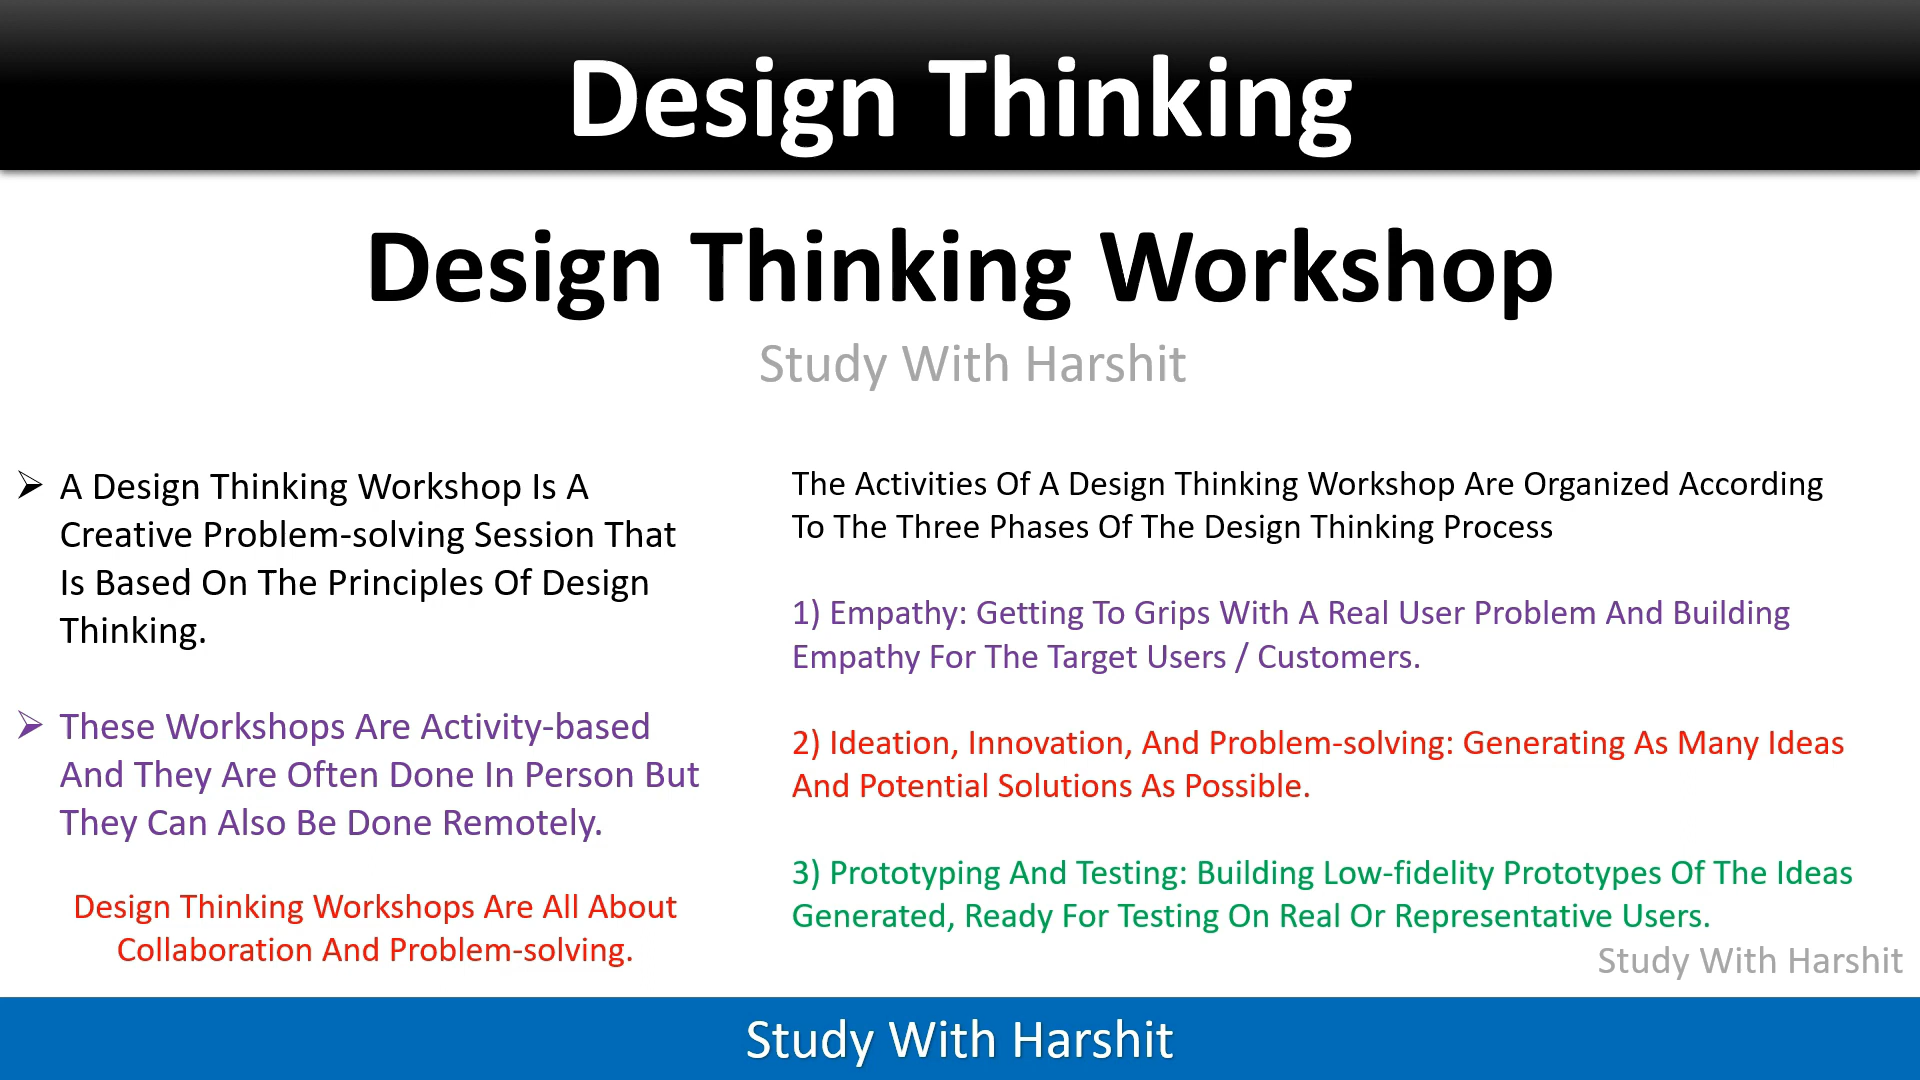 Design Thinking
Design Thinking Workshop
Study With Harshit
A Design Thinking Workshop Is A
Creative Problem-solving Session That
Is Based On The Principles Of Design
Thinking.
These Workshops Are Activity-based
And They Are Often Done In Person But
They Can Also Be Done Remotely.
Design Thinking Workshops Are All About
Collaboration And Problem-solving.
The Activities Of A Design Thinking Workshop Are Organized According
To The Three Phases Of The Design Thinking Process
1) Empathy: Getting To Grips With A Real User Problem And Building
Empathy For The Target Users / Customers.
2) Ideation, Innovation, And Problem-solving: Generating As Many Ideas
And Potential Solutions As Possible.
3) Prototyping And Testing: Building Low-fidelity Prototypes Of The Ideas
Generated, Ready For Testing On Real Or Representative Users.
Study With Harshit
Study With Harshit